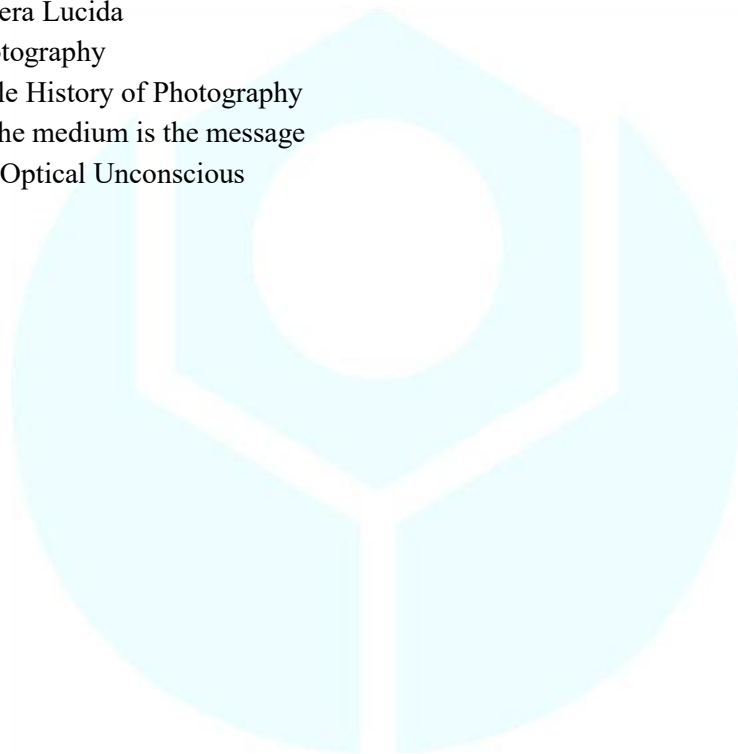 era Lucida
tography
le History of Photography
he medium is the message
Optical Unconscious